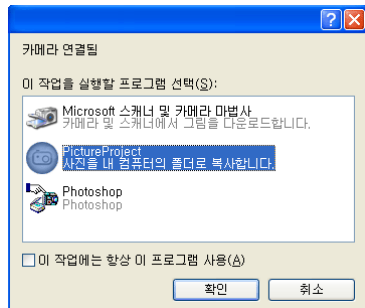 카메라 연결됨
이 작업을 실행할 프로그램 선택(S):
Microsoft 스캐너 및 카메라 마법사
카메라 및 스캐너에서 그림을 다운로드합니다.
PictureProject
사진을 내 컴퓨터의 폴더로 복사합니다.
Photoshop
Photoshop
이 작업에는 항상 이 프로그램 사용(A)
확인
취소